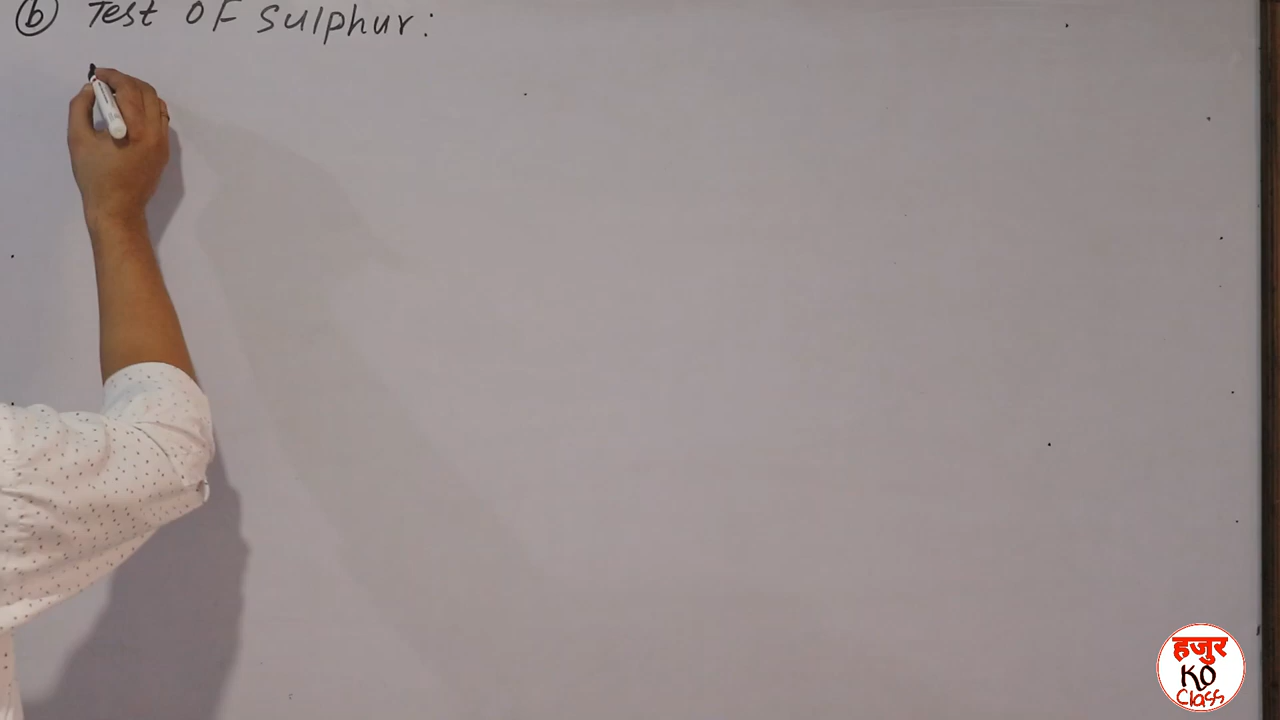 ⓑ Test OF Sulphur:
हजुर
KO
Class